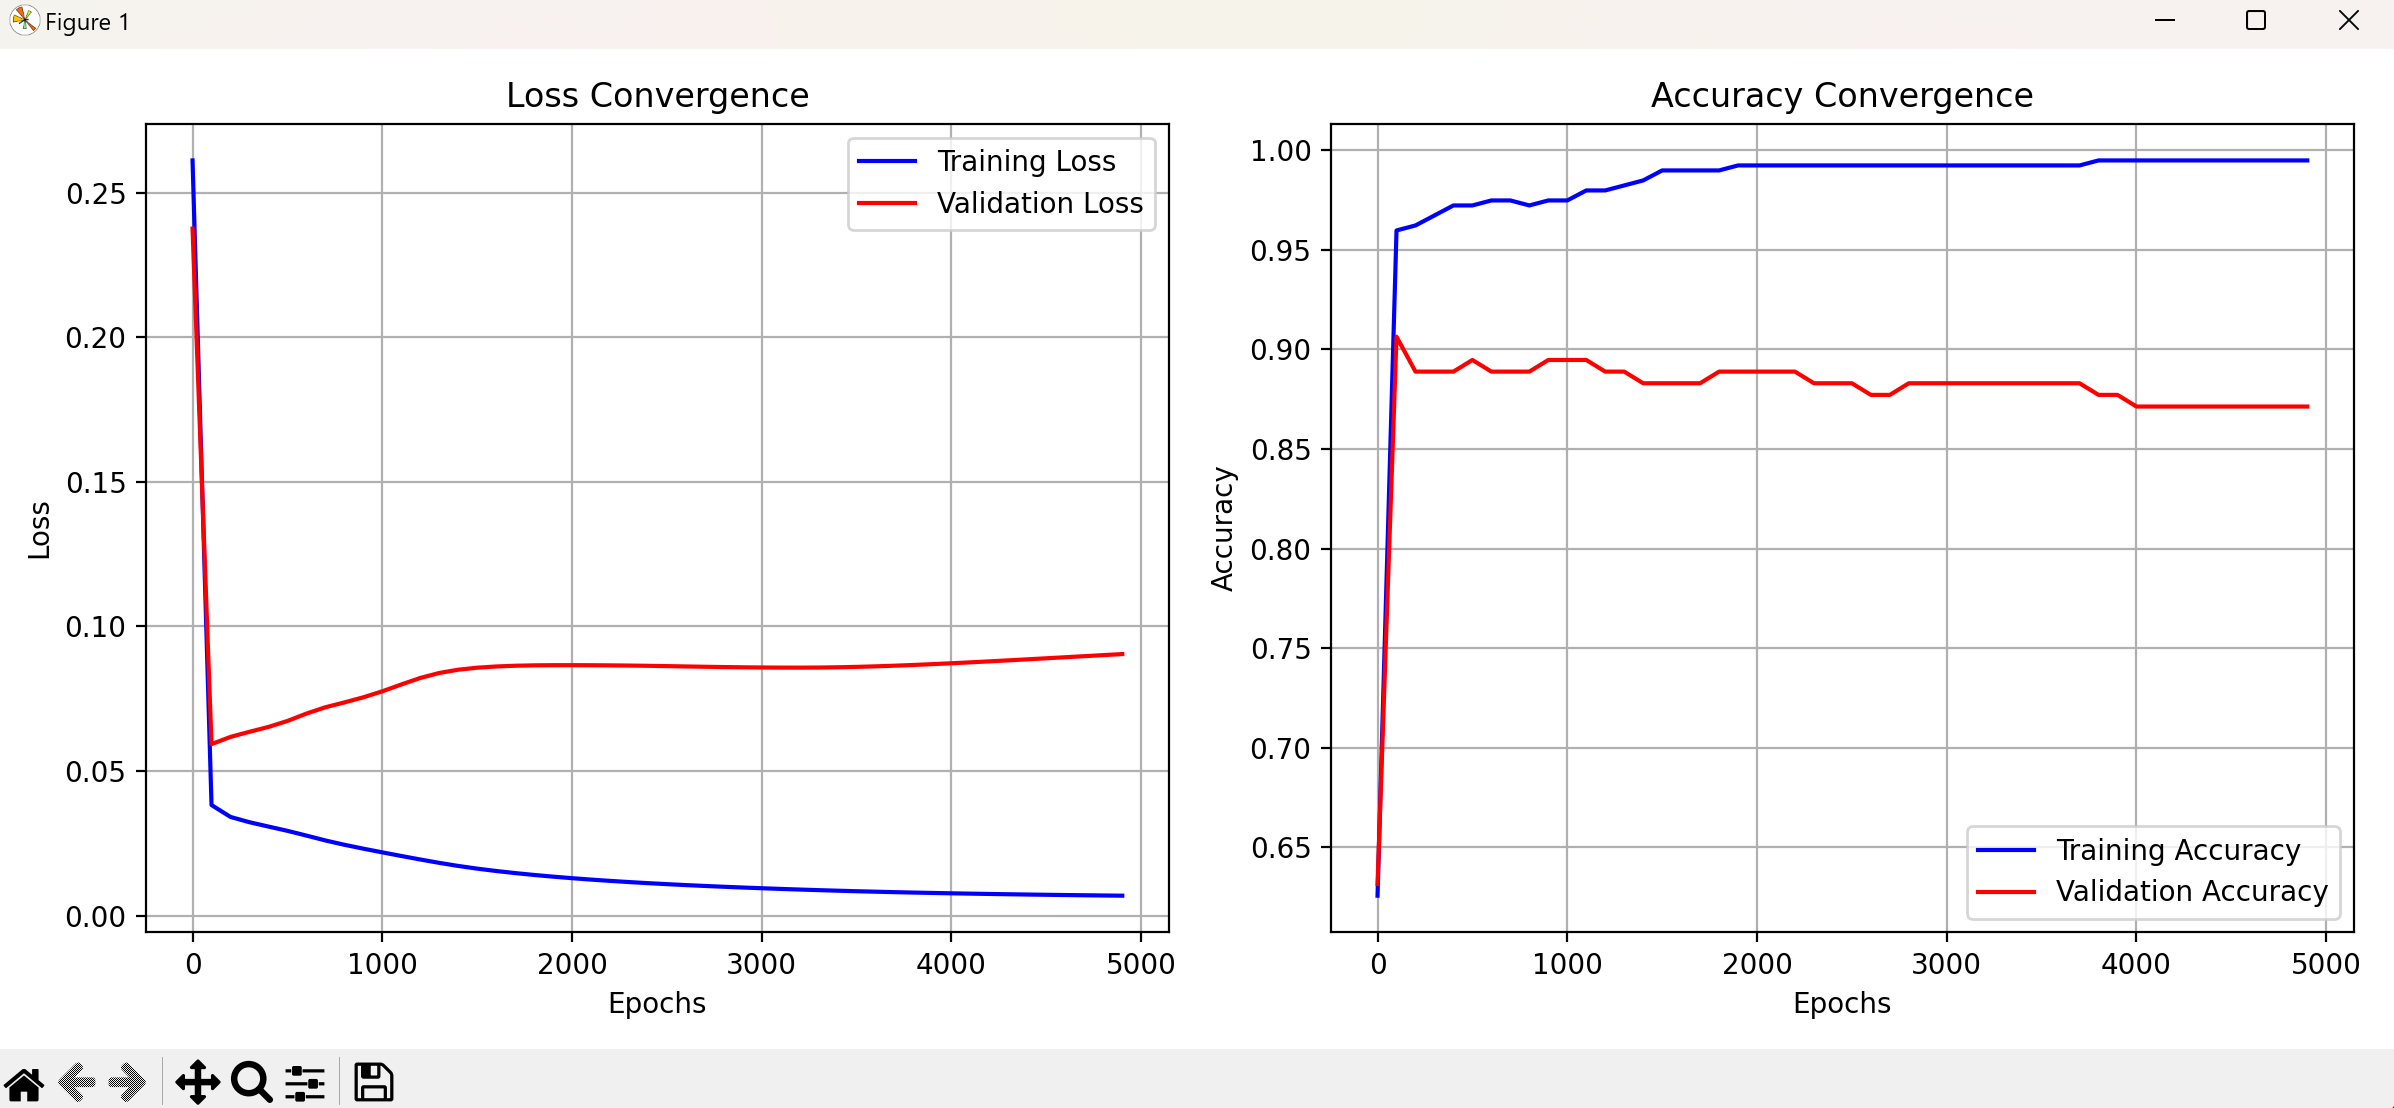 Figure 1
Loss Convergence
Training Loss
Validation Loss
0.25
0.20
0.15
0.10
0.05
0.00
Loss
0
1000
2000
3000
4000
5000
Epochs
Accuracy Convergence
1.00
0.95
0.90
0.85
0.80
0.75
0.70
0.65
Accuracy
Training Accuracy
Validation Accuracy
0
1000
2000
3000
4000
5000
Epochs